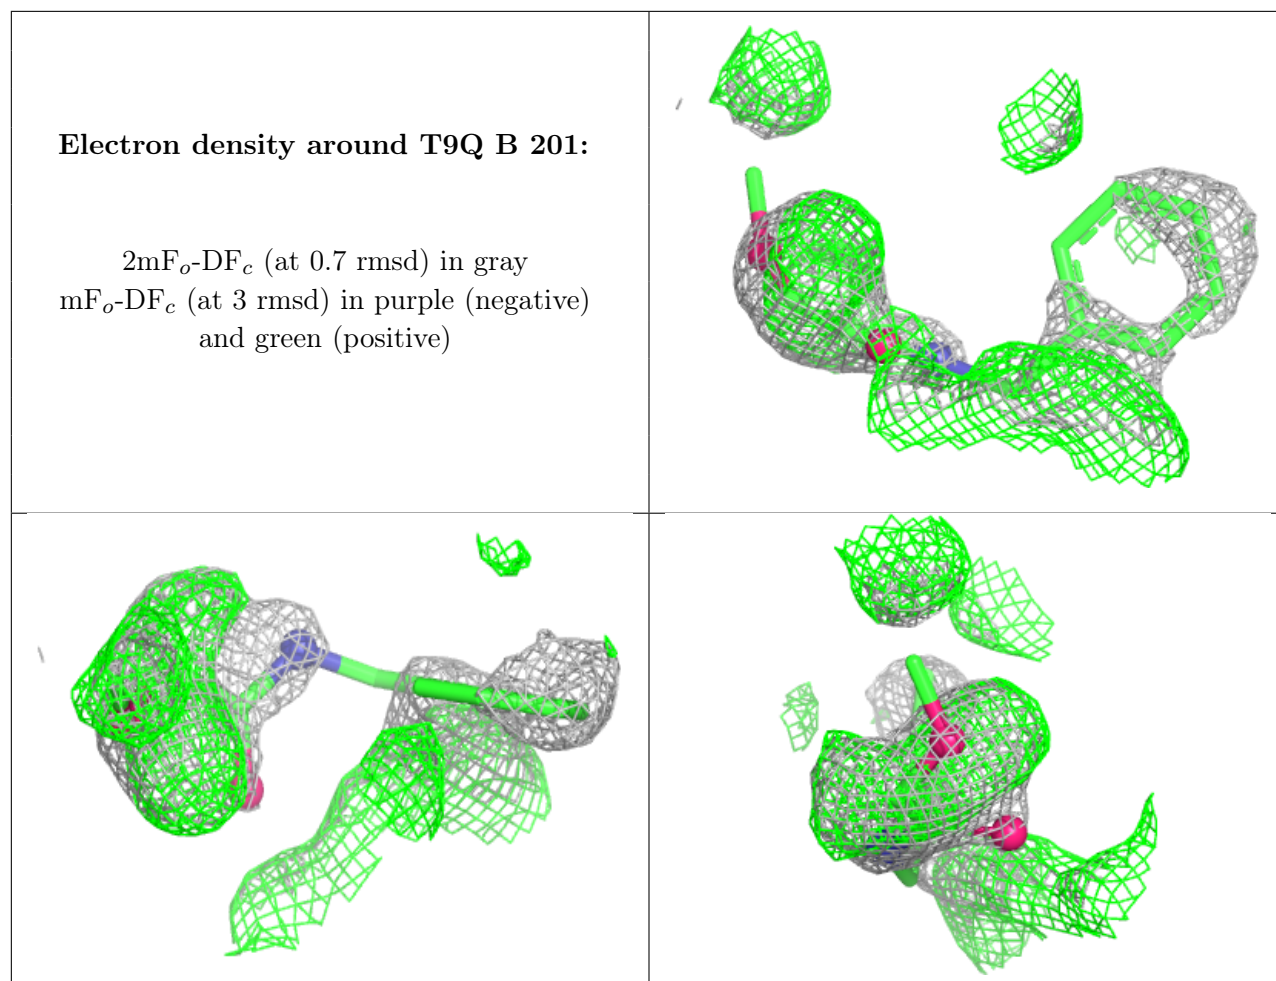 Electron density around T9Q B 201:
2mFo-DFc (at 0.7 rmsd) in gray
mFo-DFc (at 3 rmsd) in purple (negative)
and green (positive)